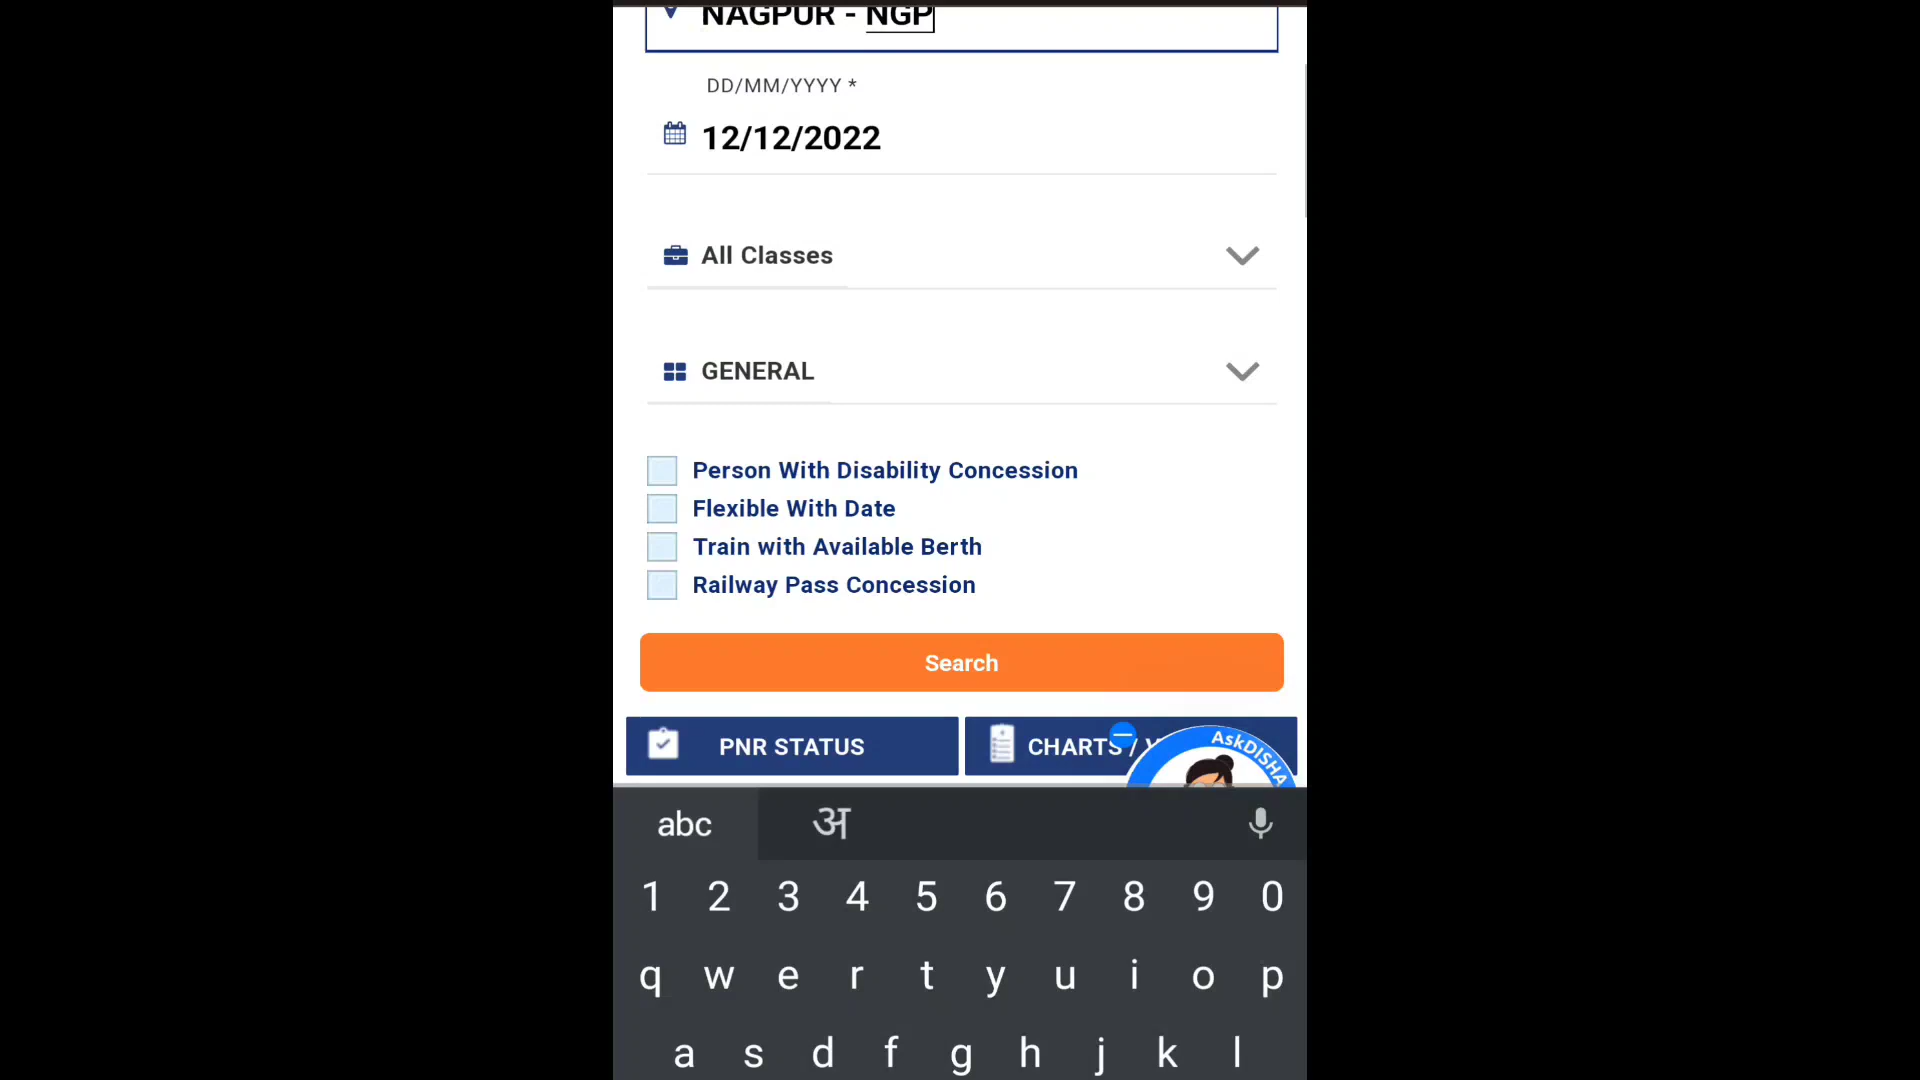 NAGPUR - NGP
DD/MM/YYYY *
12/12/2022
All Classes
GENERAL
Person With Disability Concession
Flexible With Date
Train with Available Berth
Railway Pass Concession
Search
PNR STATUS
CHARTS /
AskDISHA
abc अ
1 2 3 4 5 6 7 8 9 0
q w e r t y u i o p
a s d f g h j k l